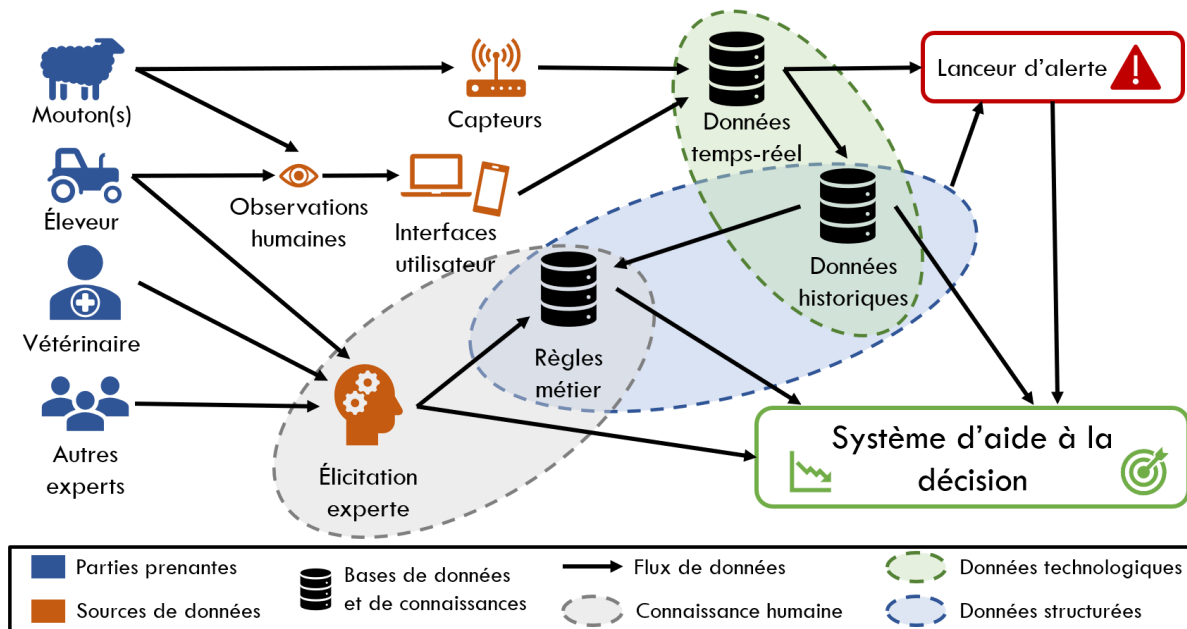 Mouton(s)
Capteurs
Données
temps-réel
Lanceur d'alerte
Éleveur
Observations
humaines
Interfaces
utilisateur
Données
historiques
Vétérinaire
Règles
métier
Autres
experts
Élicitation
experte
Système d'aide à la
décision
Parties prenantes
Sources de données
Bases de données
et de connaissances
Flux de données
Connaissance humaine
Données technologiques
Données structurées